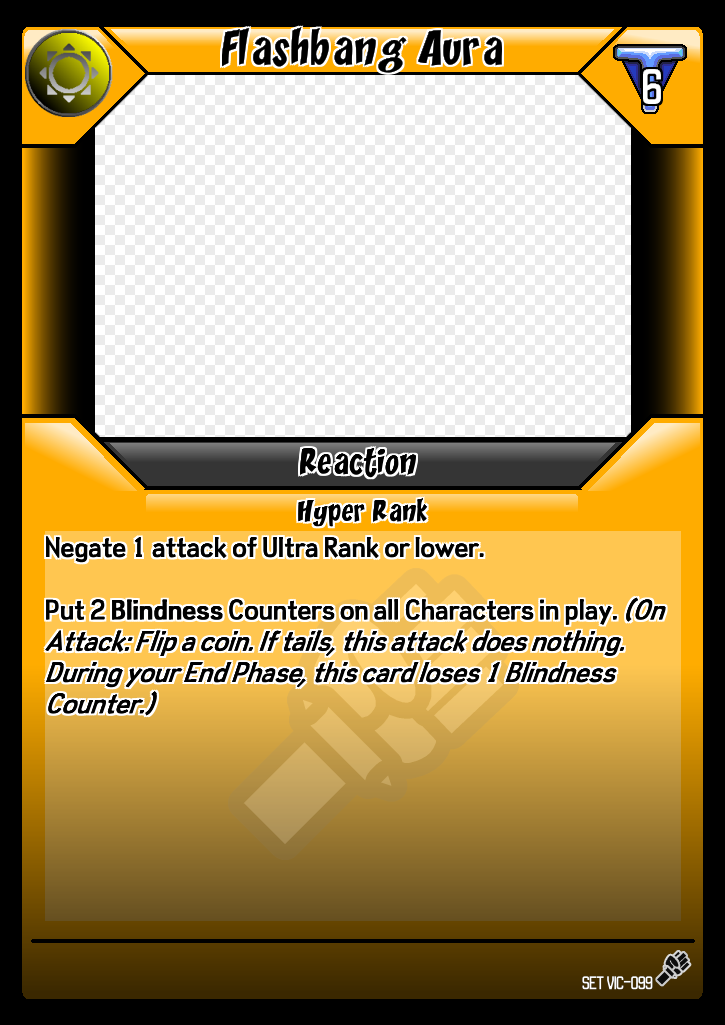 Flashbang Aura
6
Reaction
Hyper Rank
Negate 1 attack of Ultra Rank or lower.
Put 2 Blindness Counters on all Characters in play. (On
Attack: Flip a coin. If tails, this attack does nothing.
During your End Phase, this card loses 1 Blindness
Counter.)
SET VIC-099